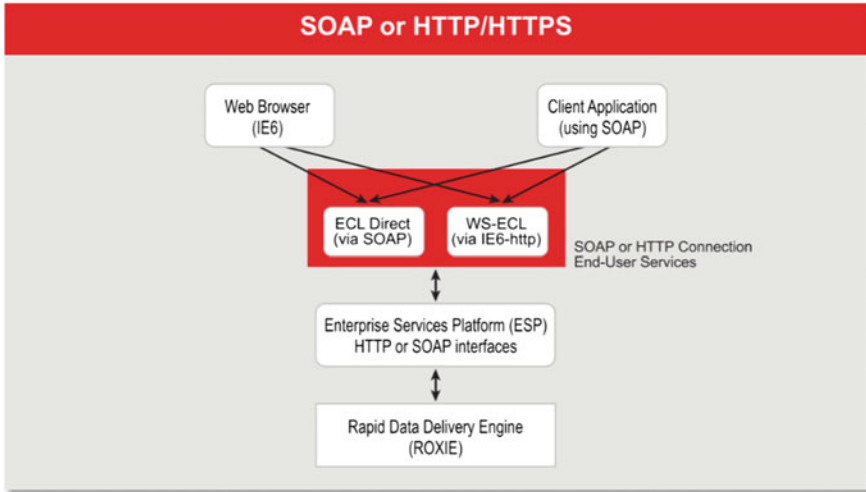 SOAP or HTTP/HTTPS
Web Browser
(IE6)
Client Application
(using SOAP)
ECL Direct
(via SOAP)
WS-ECL
(via IE6-http)
SOAP or HTTP Connection
End-User Services
Enterprise Services Platform (ESP)
HTTP or SOAP interfaces
Rapid Data Delivery Engine
(ROXIE)